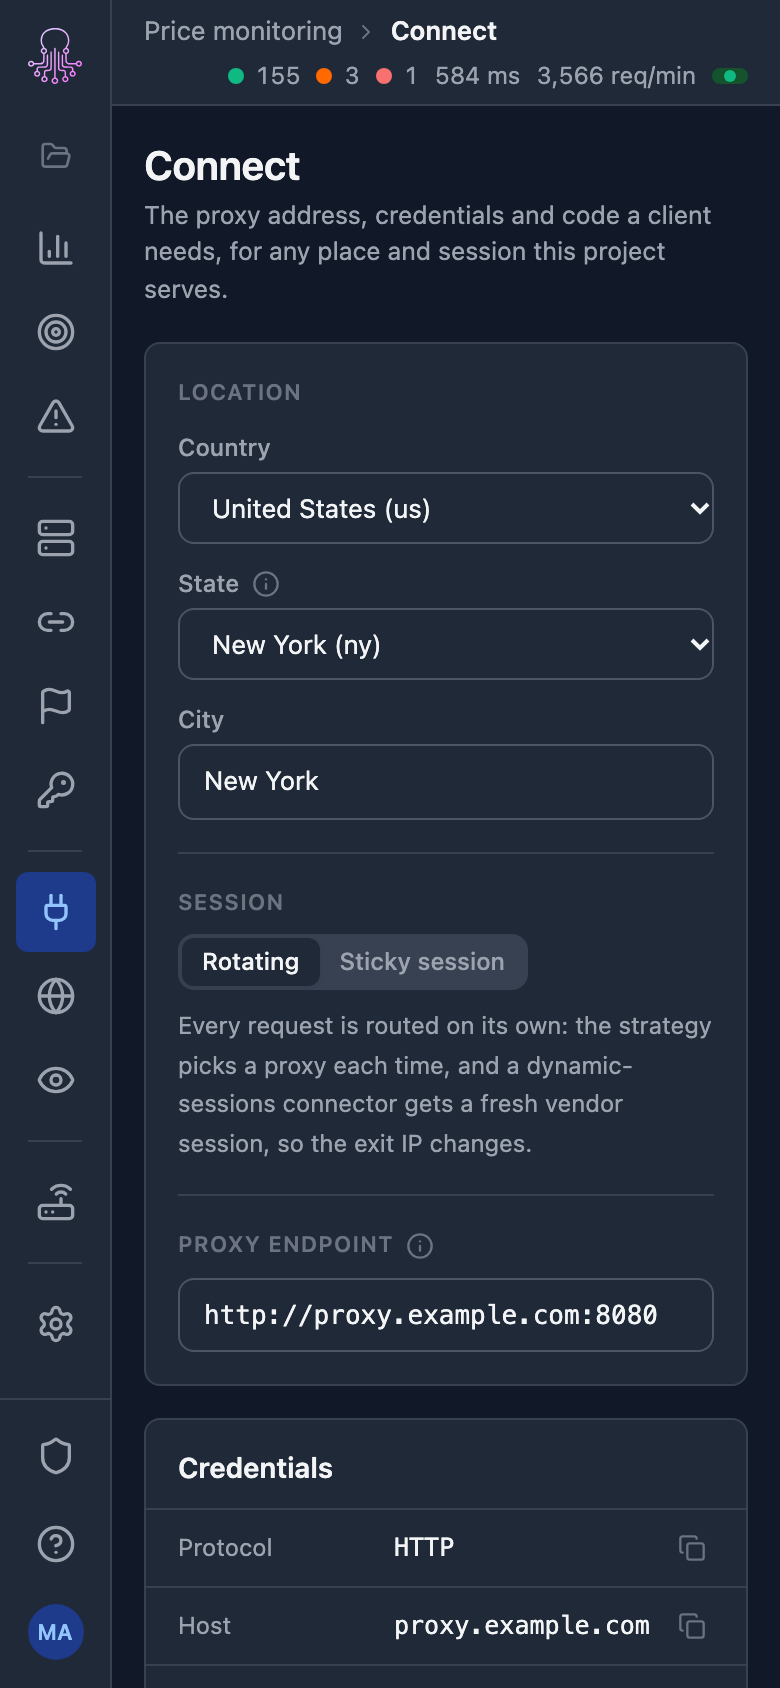 Price monitoring > Connect
155 3 1 584 ms 3,566 req/min
Connect
The proxy address, credentials and code a client
needs, for any place and session this project
serves.
LOCATION
Country
United States (us)
State
New York (ny)
City
New York
SESSION
Rotating Sticky session
Every request is routed on its own: the strategy
picks a proxy each time, and a dynamic-
sessions connector gets a fresh vendor
session, so the exit IP changes.
PROXY ENDPOINT
http://proxy.example.com:8080
Credentials
Protocol HTTP
Host proxy.example.com
MA